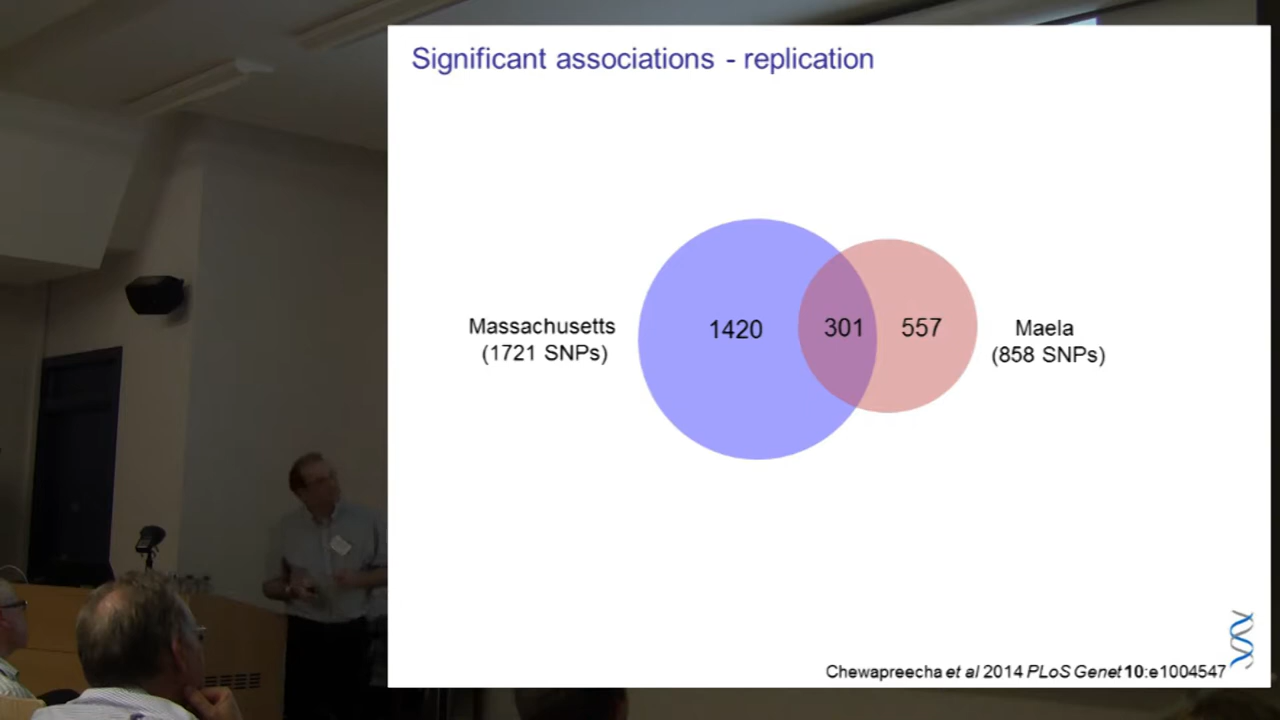 Significant associations - replication
Massachusetts
(1721 SNPs)
1420
301
557
Maela
(858 SNPs)
Chewapreecha et al 2014 PLoS Genet 10:e1004547